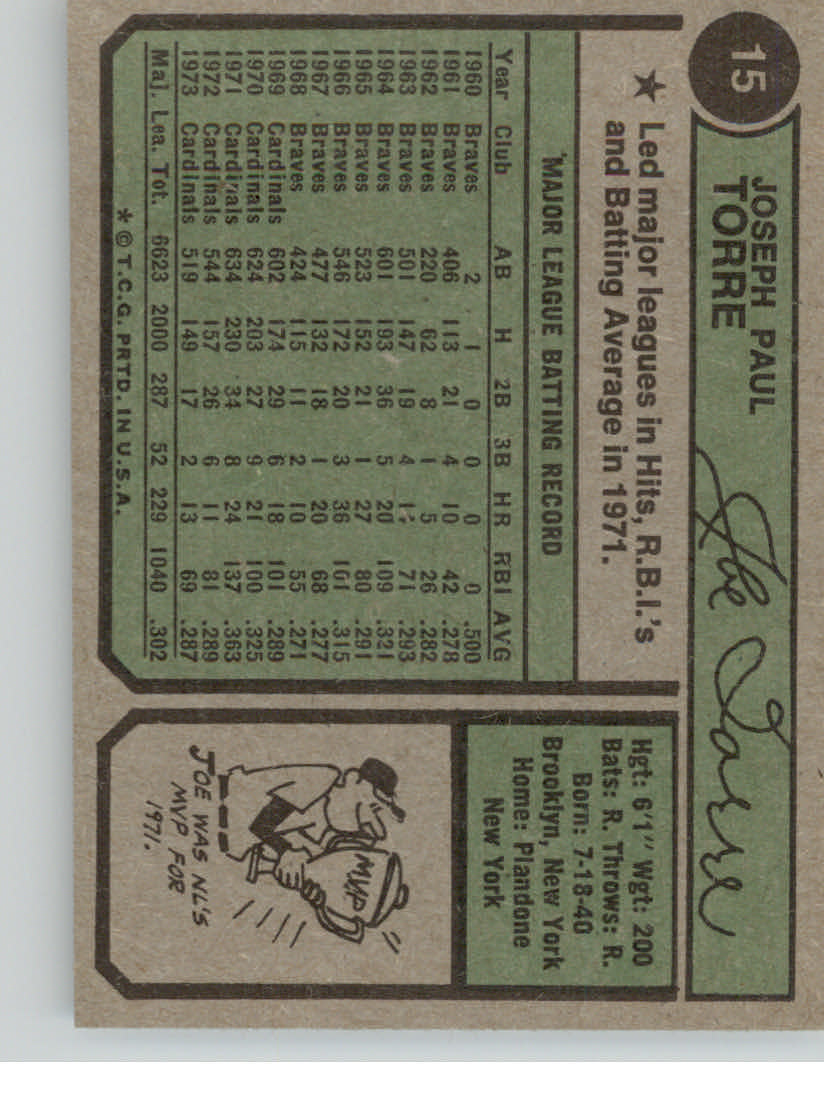 15
JOSEPH PAUL
TORRE
Joe Torre
★ Led major leagues in Hits, R.B.I.'s
and Batting Average in 1971.
MAJOR LEAGUE BATTING RECORD
Year Club AB H 2B 3B HR RBI AVG
1960 Braves 2 1 0 0 0 0 .500
1961 Braves 406 113 21 4 10 42 .278
1962 Braves 220 62 8 1 5 26 .282
1963 Braves 501 147 19 4 71 .293
1964 Braves 601 193 36 5 20 109 .321
1965 Braves 523 152 21 1 27 80 .291
1966 Braves 546 172 20 3 36 101 .315
1967 Braves 477 132 18 1 20 68 .277
1968 Braves 424 115 11 2 10 55 .271
1969 Cardinals 602 174 29 6 18 101 .289
1970 Cardinals 624 203 27 9 21 100 .325
1971 Cardinals 634 230 34 8 24 137 .363
1972 Cardinals 544 157 26 6 11 81 .289
1973 Cardinals 519 149 17 2 13 69 .287
Maj. Lea. Tot. 6623 2000 287 52 229 1040 .302
* © T.C.G. PRTD. IN U.S.A.
Hgt: 6'1" Wgt: 200
Bats: R. Throws: R.
Born: 7-18-40
Brooklyn, New York
Home: Plandone
New York
MVP
JOE WAS NL'S
MVP FOR
1971.